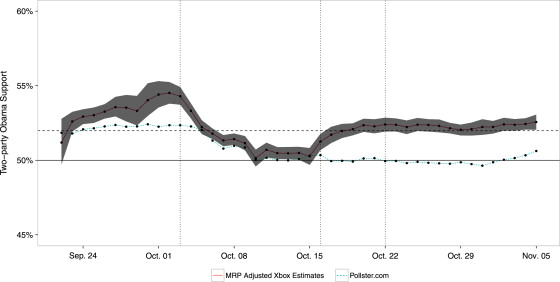 60%
55%
50%
45%
Two−party Obama Support
Sep. 24 Oct. 01 Oct. 08 Oct. 15 Oct. 22 Oct. 29 Nov. 05
MRP Adjusted Xbox Estimates Pollster.com